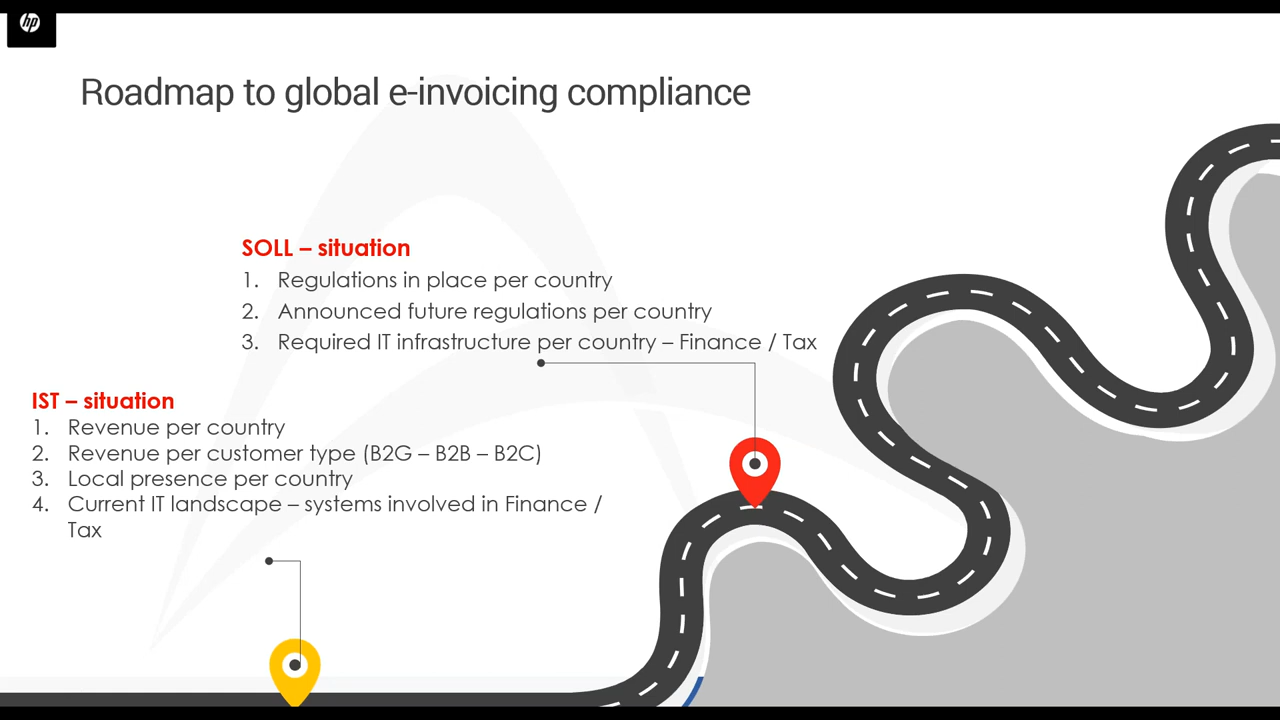 hp
Roadmap to global e-invoicing compliance
SOLL – situation
1. Regulations in place per country
2. Announced future regulations per country
3. Required IT infrastructure per country – Finance / Tax
IST – situation
1. Revenue per country
2. Revenue per customer type (B2G – B2B – B2C)
3. Local presence per country
4. Current IT landscape – systems involved in Finance /
Tax